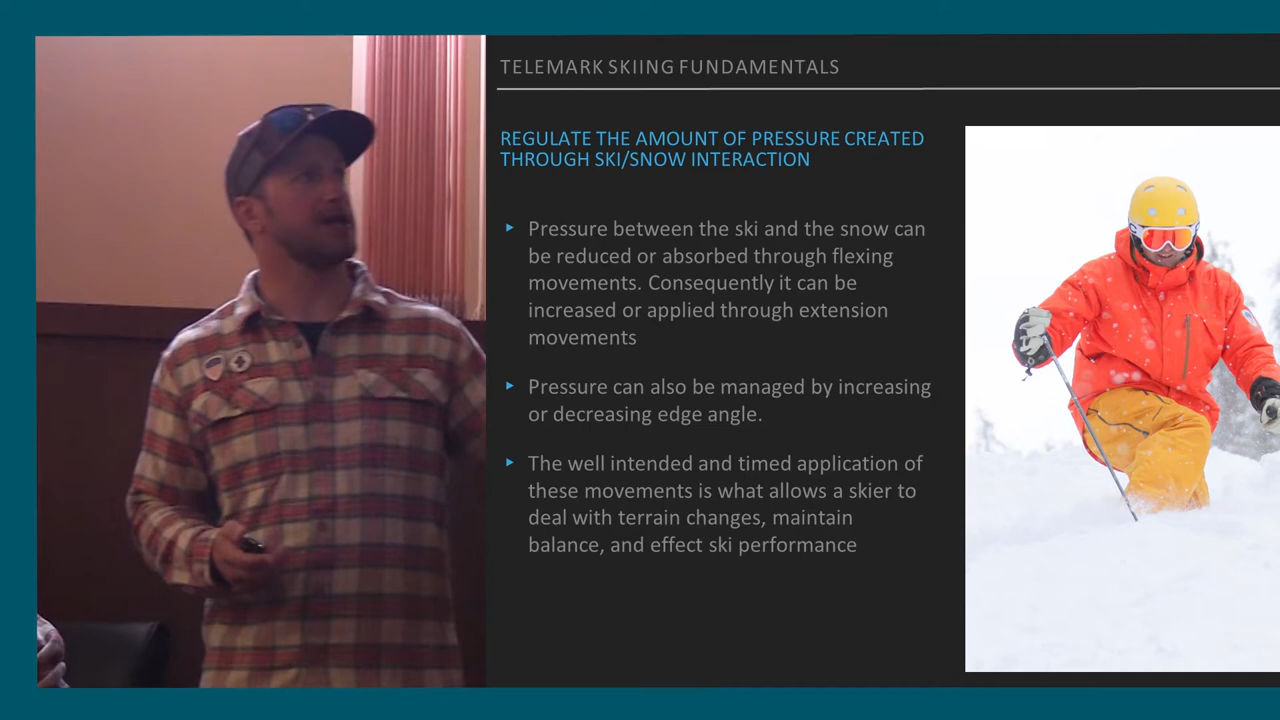 TELEMARK SKIING FUNDAMENTALS
REGULATE THE AMOUNT OF PRESSURE CREATED
THROUGH SKI/SNOW INTERACTION
Pressure between the ski and the snow can
be reduced or absorbed through flexing
movements. Consequently it can be
increased or applied through extension
movements
Pressure can also be managed by increasing
or decreasing edge angle.
The well intended and timed application of
these movements is what allows a skier to
deal with terrain changes, maintain
balance, and effect ski performance